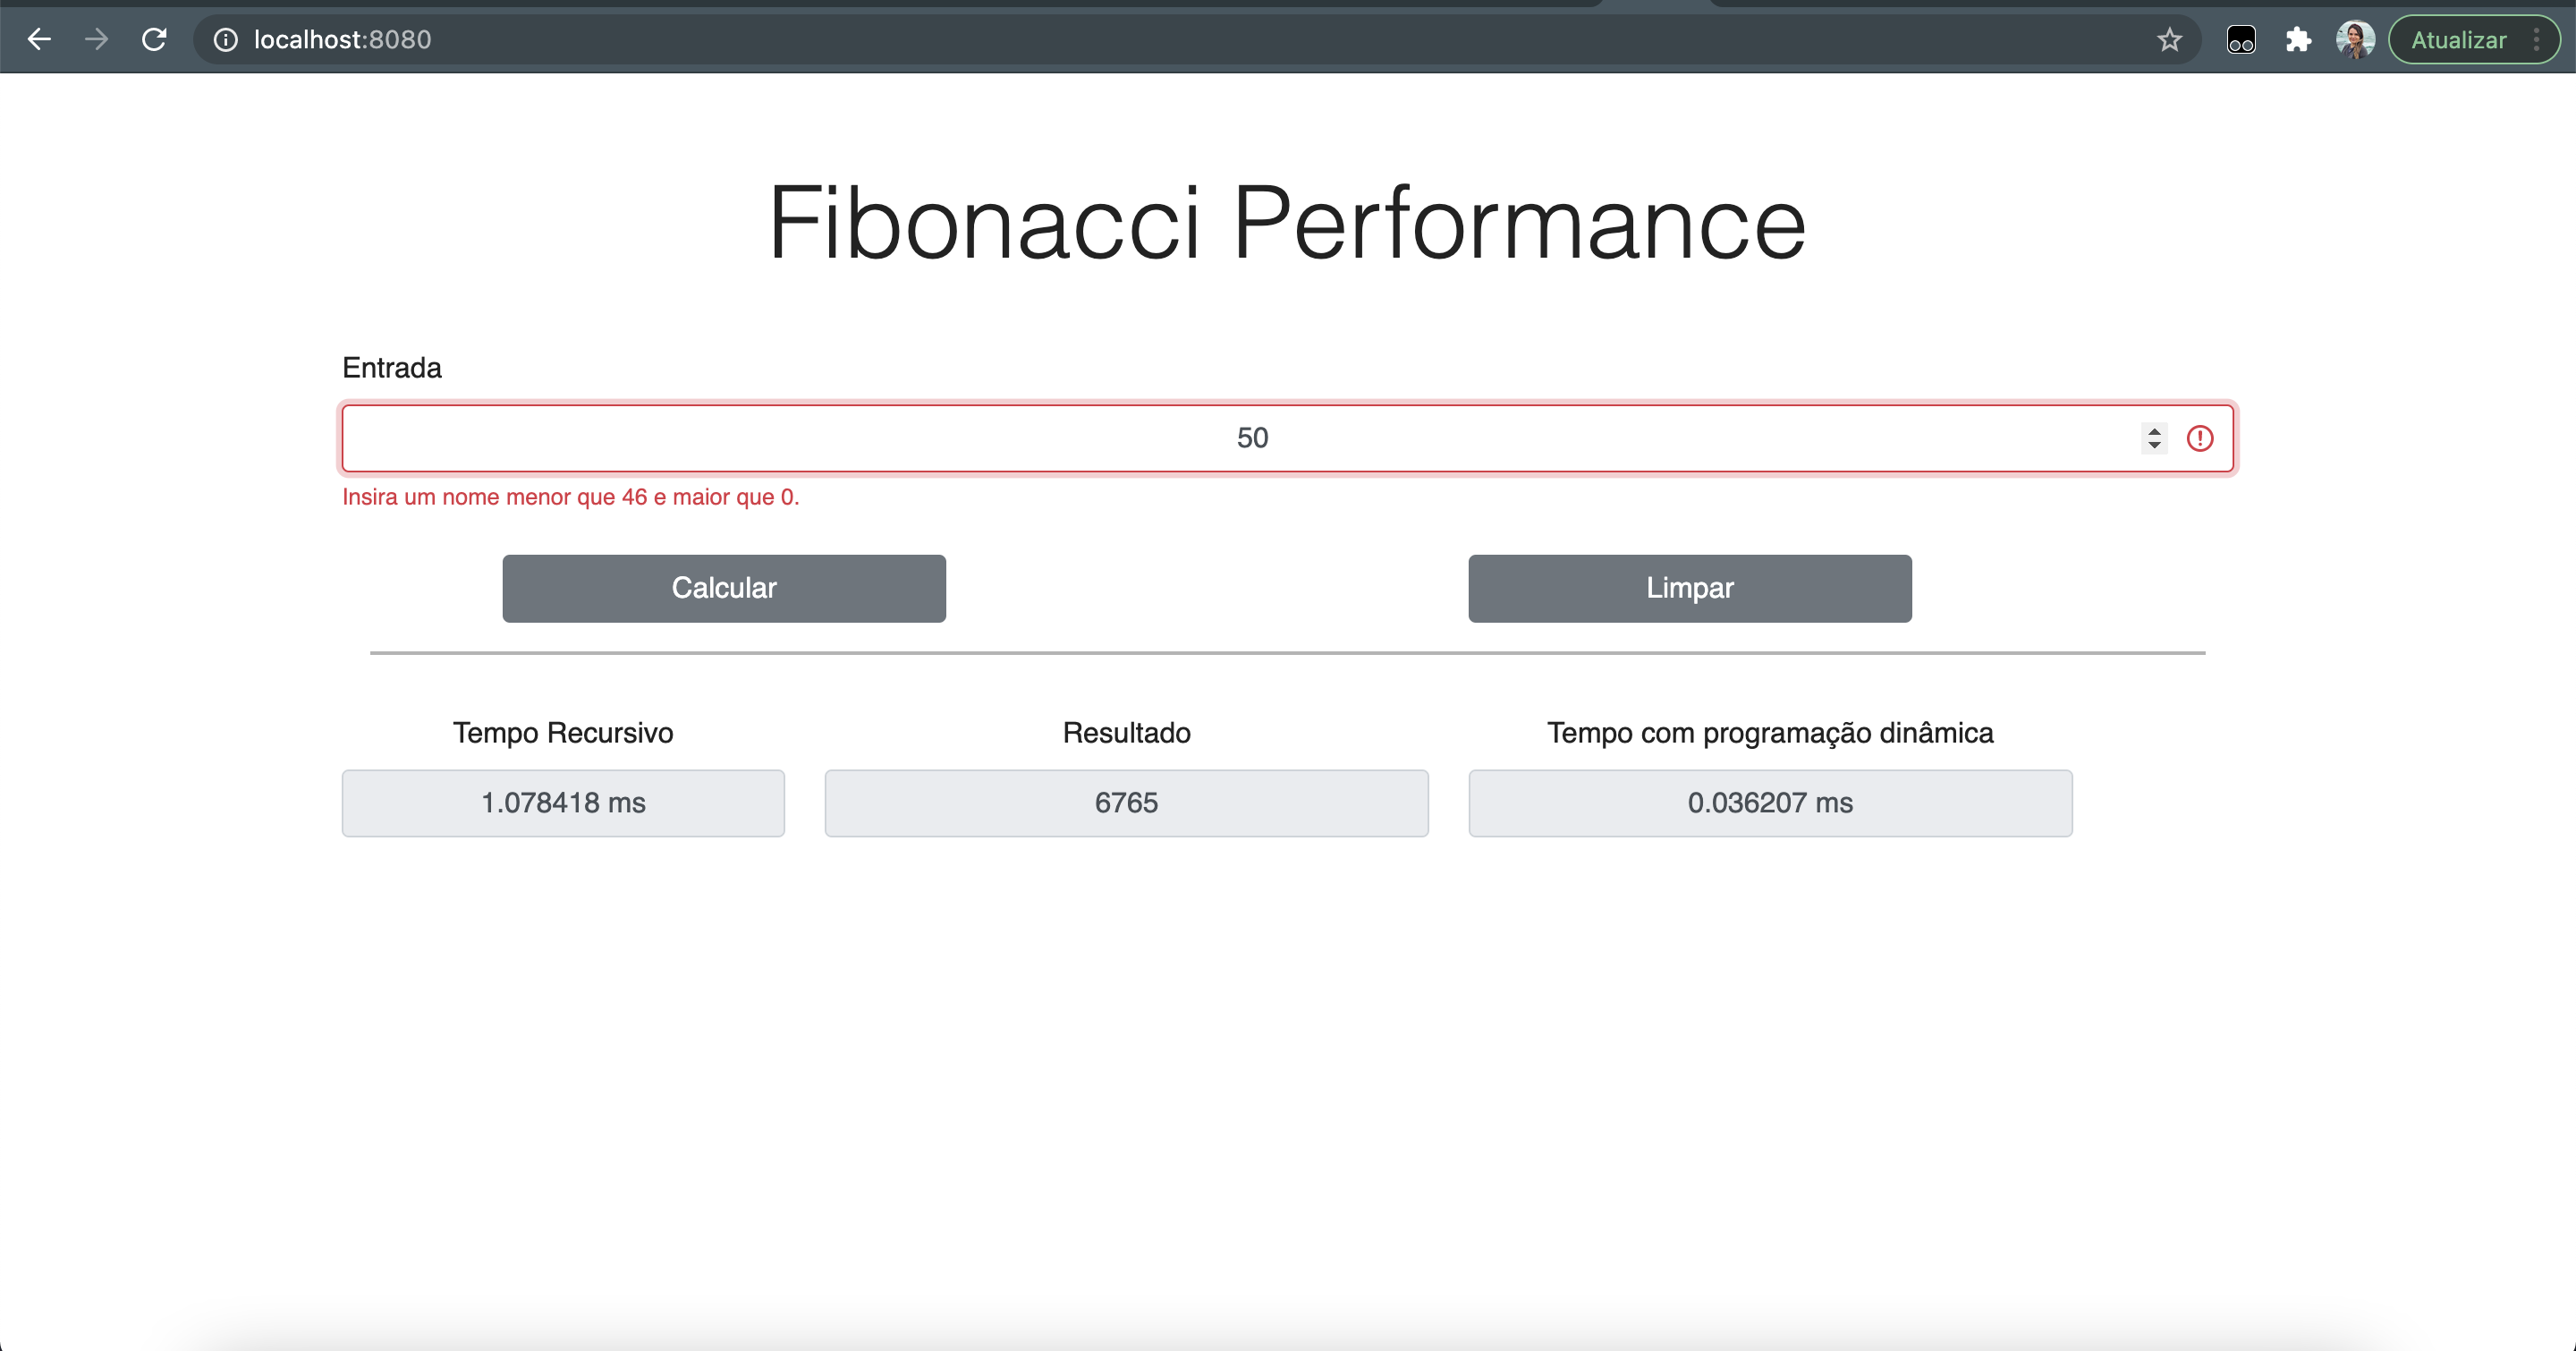 localhost:8080
Atualizar
Fibonacci Performance
Entrada
50
Insira um nome menor que 46 e maior que 0.
Calcular Limpar
Tempo Recursivo Resultado Tempo com programação dinâmica
1.078418 ms 6765 0.036207 ms